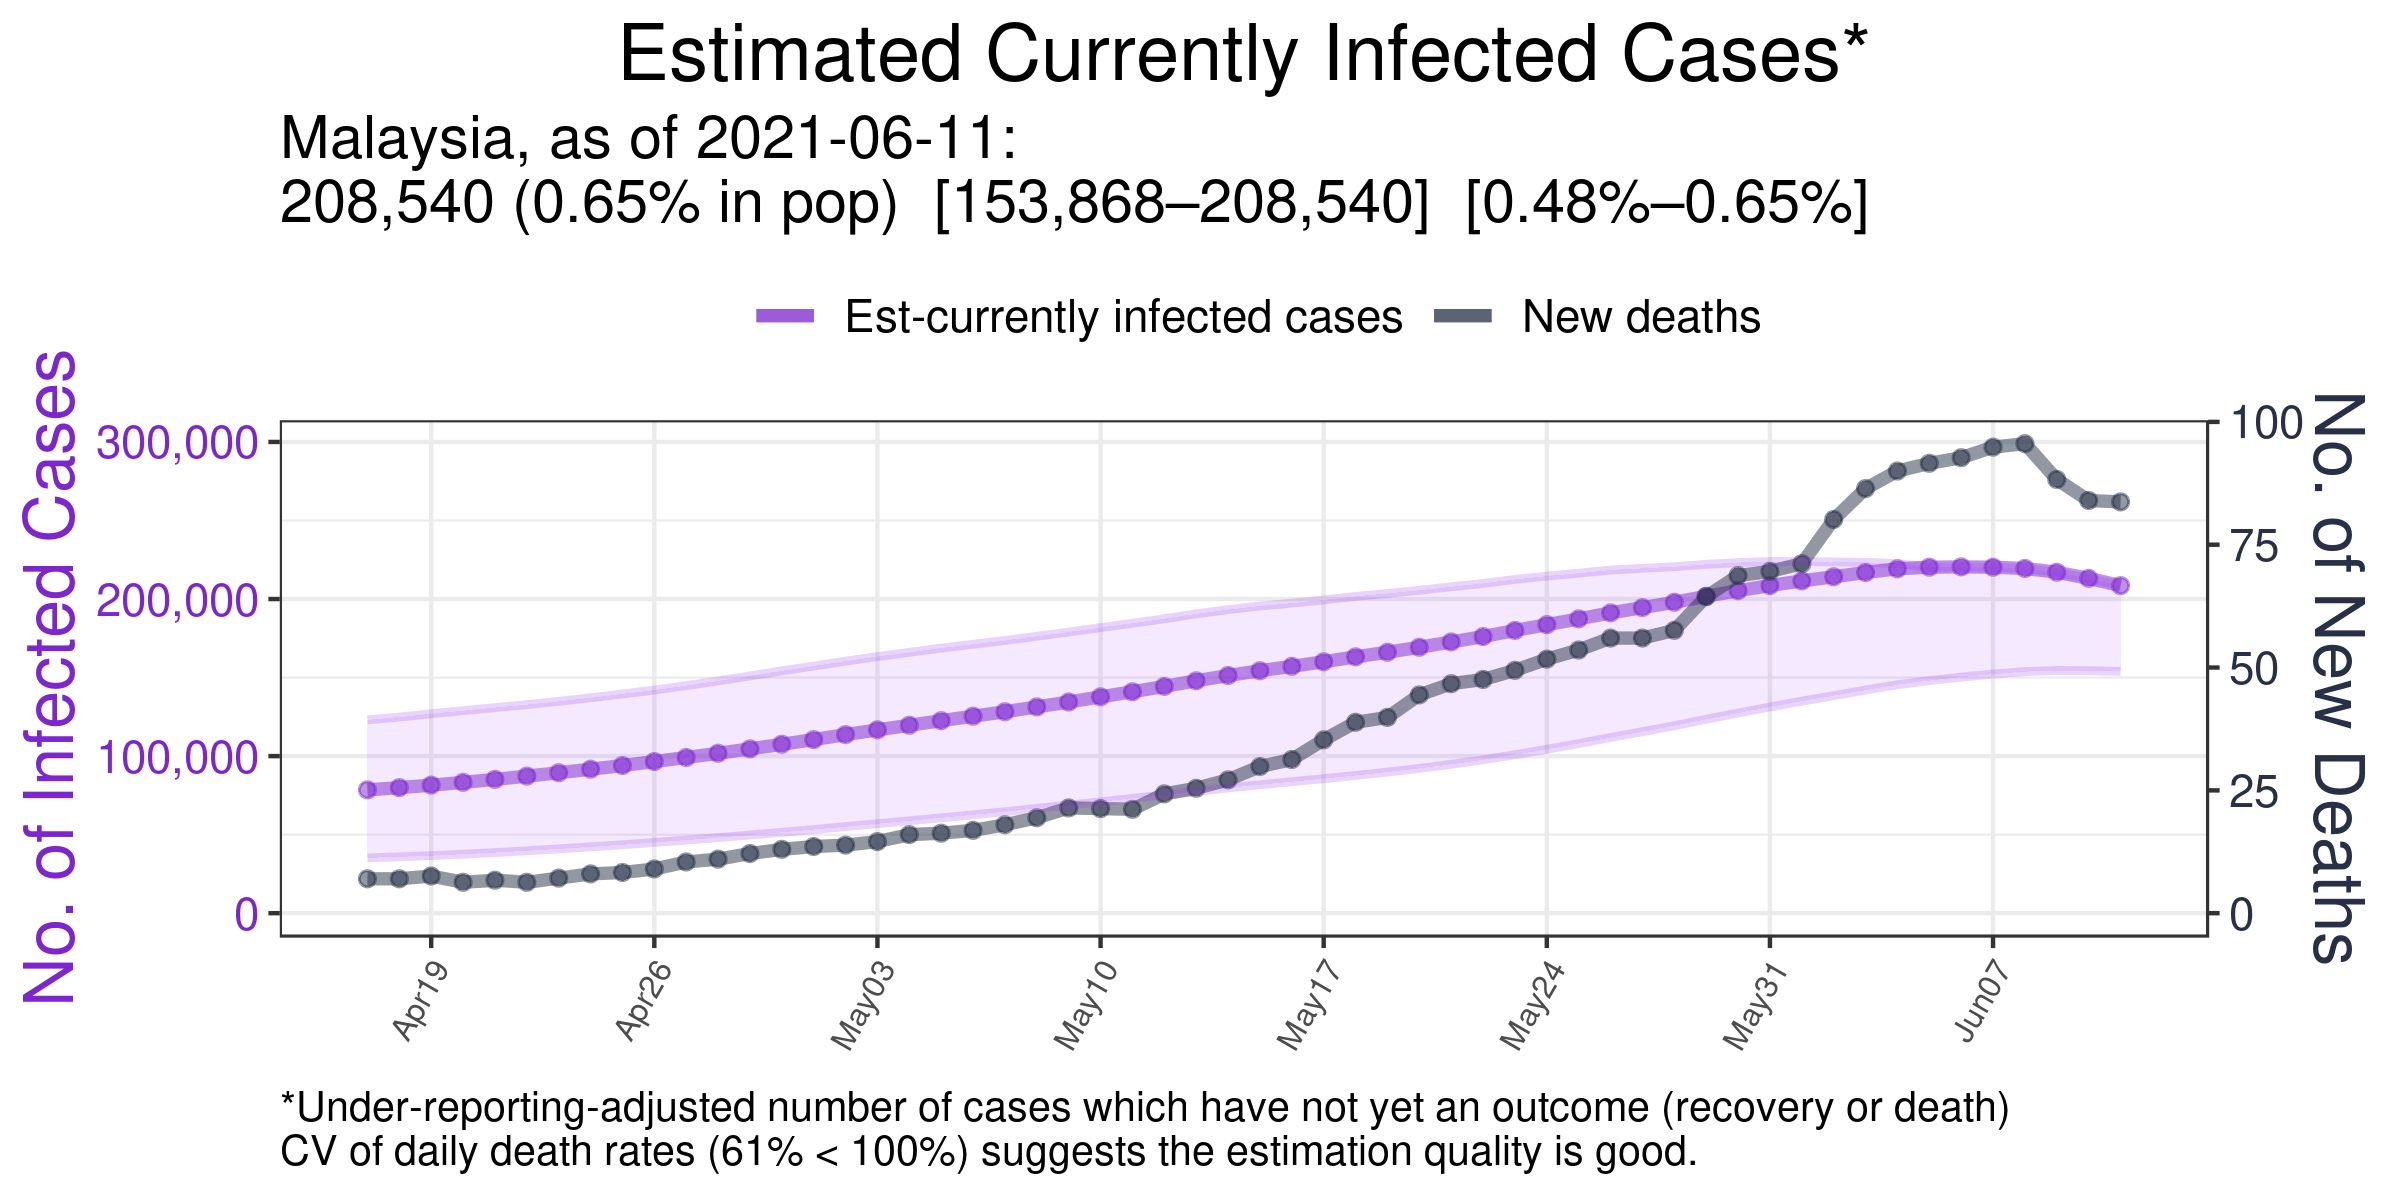 Estimated Currently Infected Cases*
Malaysia, as of 2021-06-11:
208,540 (0.65% in pop) [153,868–208,540] [0.48%–0.65%]
Est-currently infected cases
New deaths
No. of Infected Cases
300,000
200,000
100,000
0
100
75
50
25
0
No. of New Deaths
Apr19
Apr26
May03
May10
May17
May24
May31
Jun07
*Under-reporting-adjusted number of cases which have not yet an outcome (recovery or death)
CV of daily death rates (61% < 100%) suggests the estimation quality is good.